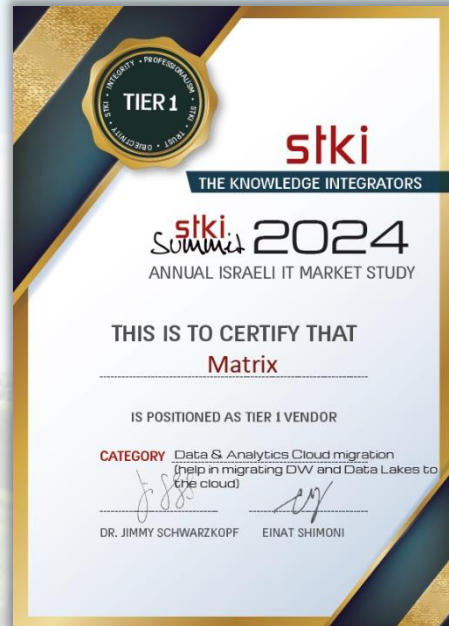 STKI • INTEGRITY • PROFESSIONALISM • STKI • TRUST • OBJECTIVITY •
TIER 1
stki
THE KNOWLEDGE INTEGRATORS
stki Summit 2024
ANNUAL ISRAELI IT MARKET STUDY
THIS IS TO CERTIFY THAT
Matrix
IS POSITIONED AS TIER 1 VENDOR
CATEGORY Data & Analytics Cloud migration
(help in migrating DW and Data Lakes to
the cloud)
DR. JIMMY SCHWARZKOPF EINAT SHIMONI